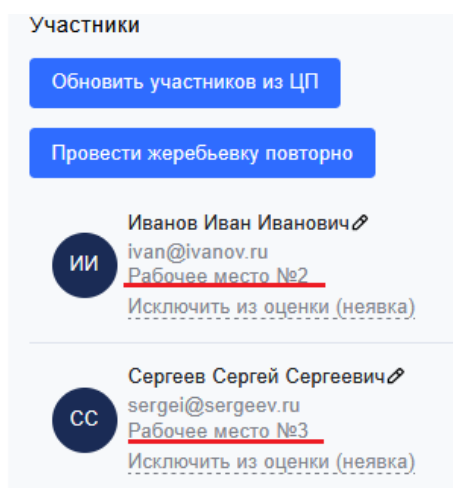 Участники
Обновить участников из ЦП
Провести жеребьевку повторно
Иванов Иван Иванович
ИИ
ivan@ivanov.ru
Рабочее место №2
Исключить из оценки (неявка)
Сергеев Сергей Сергеевич
СС
sergei@sergeev.ru
Рабочее место №3
Исключить из оценки (неявка)